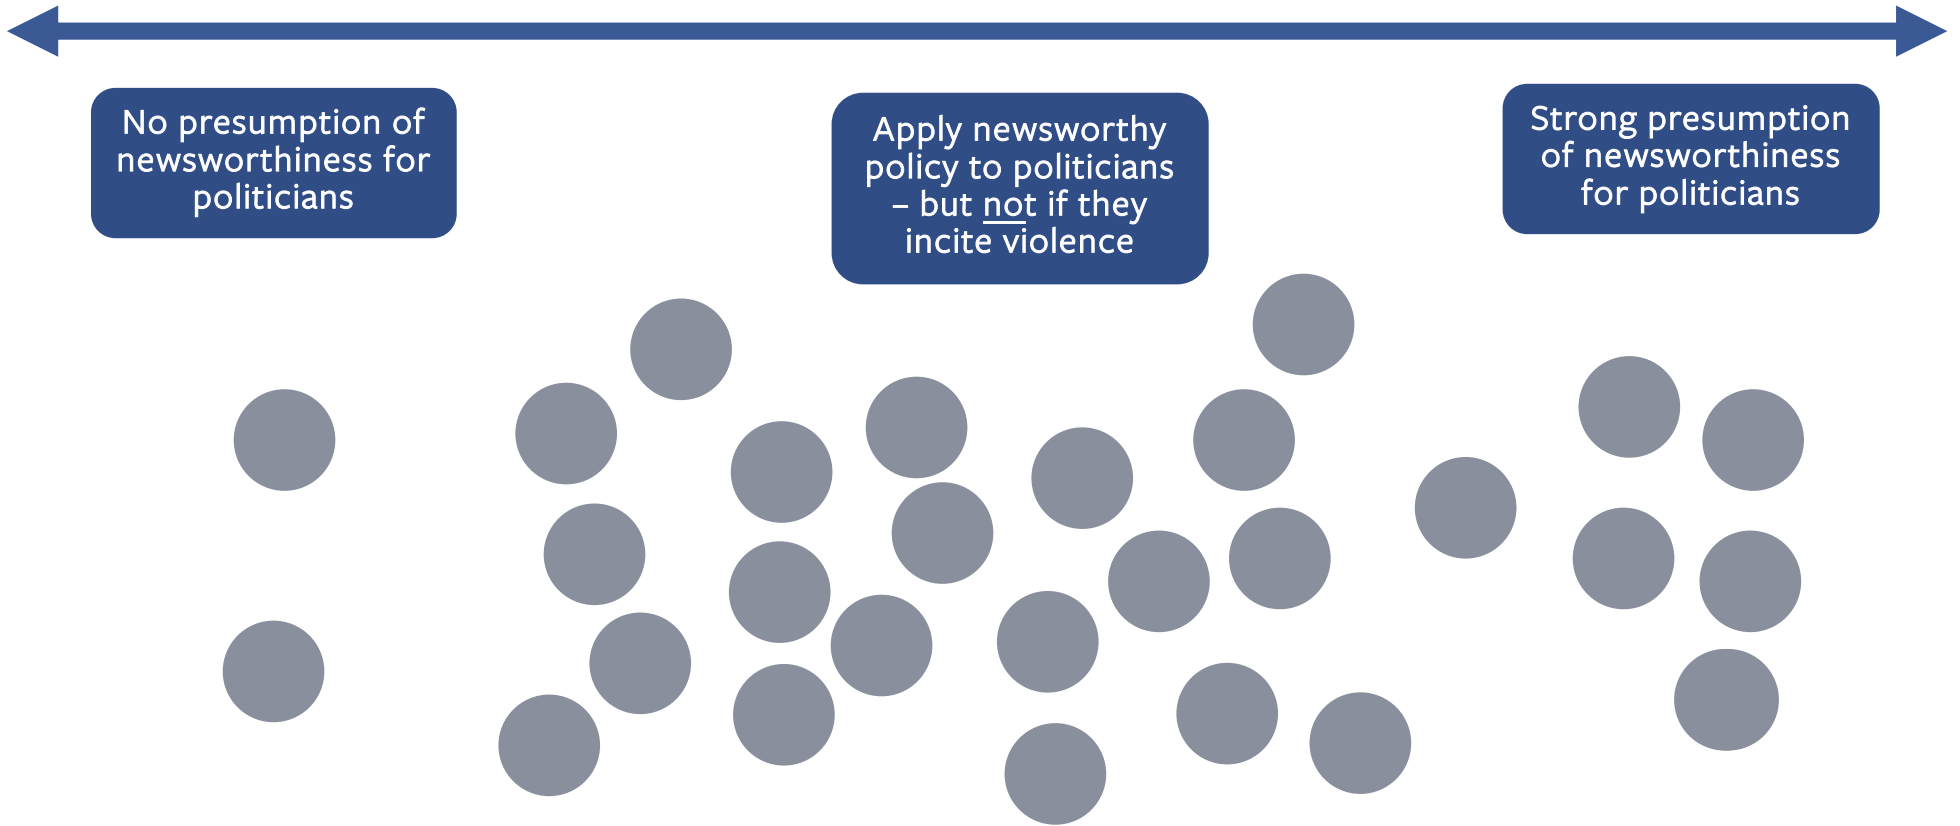 No presumption of
newsworthiness for
politicians
Apply newsworthy
policy to politicians
– but not if they
incite violence
Strong presumption
of newsworthiness
for politicians